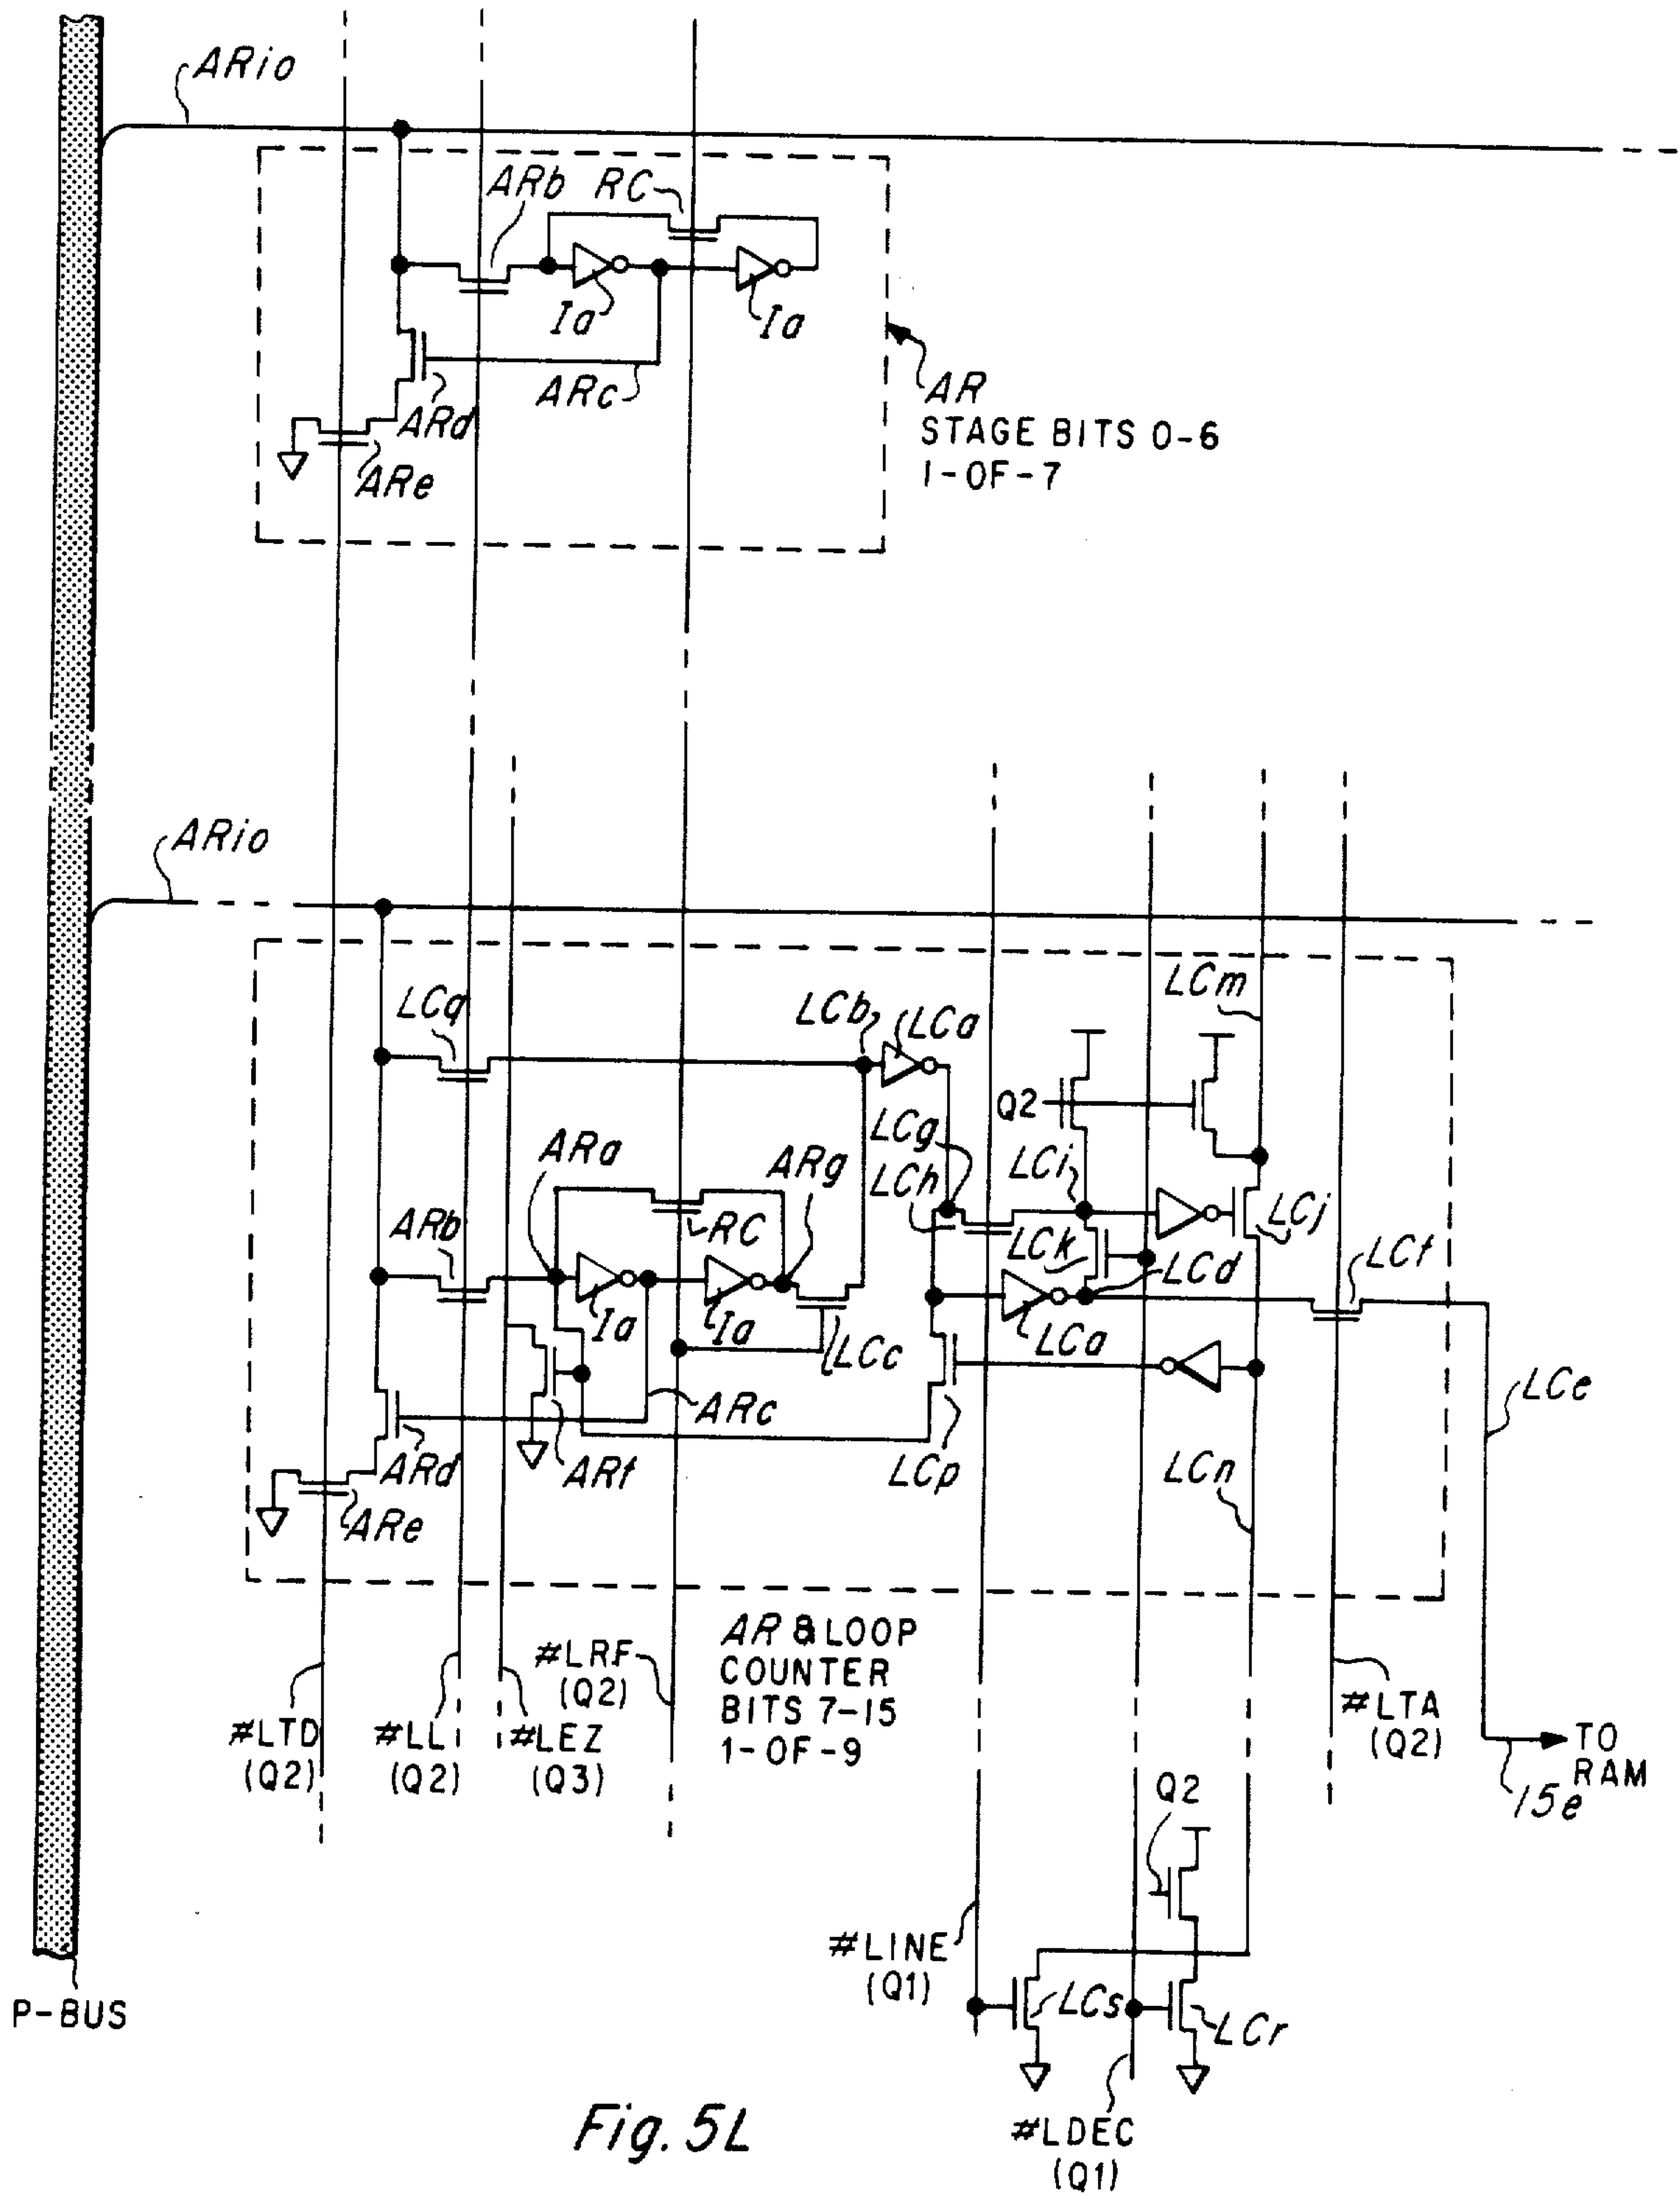 ARio
ARb
RC
Ia
Ia
ARc
ARd
ARe
AR
STAGE BITS 0-6
1-OF-7
ARio
LCq
LCb
LCa
LCm
Q2
LCg
LCh
LCi
LCj
ARa
ARg
ARb
RC
LCk
LCd
LCf
Ia
Ia
LCc
LCa
ARc
LCe
ARd
ARf
LCp
LCn
ARe
#LTD
(Q2)
#LL
(Q2)
#LEZ
(Q3)
#LRF
(Q2)
AR & LOOP
COUNTER
BITS 7-15
1-OF-9
#LTA
(Q2)
TO
RAM
15e
Q2
#LINE
(Q1)
LCs
LCr
P-BUS
#LDEC
(Q1)
Fig. 5L